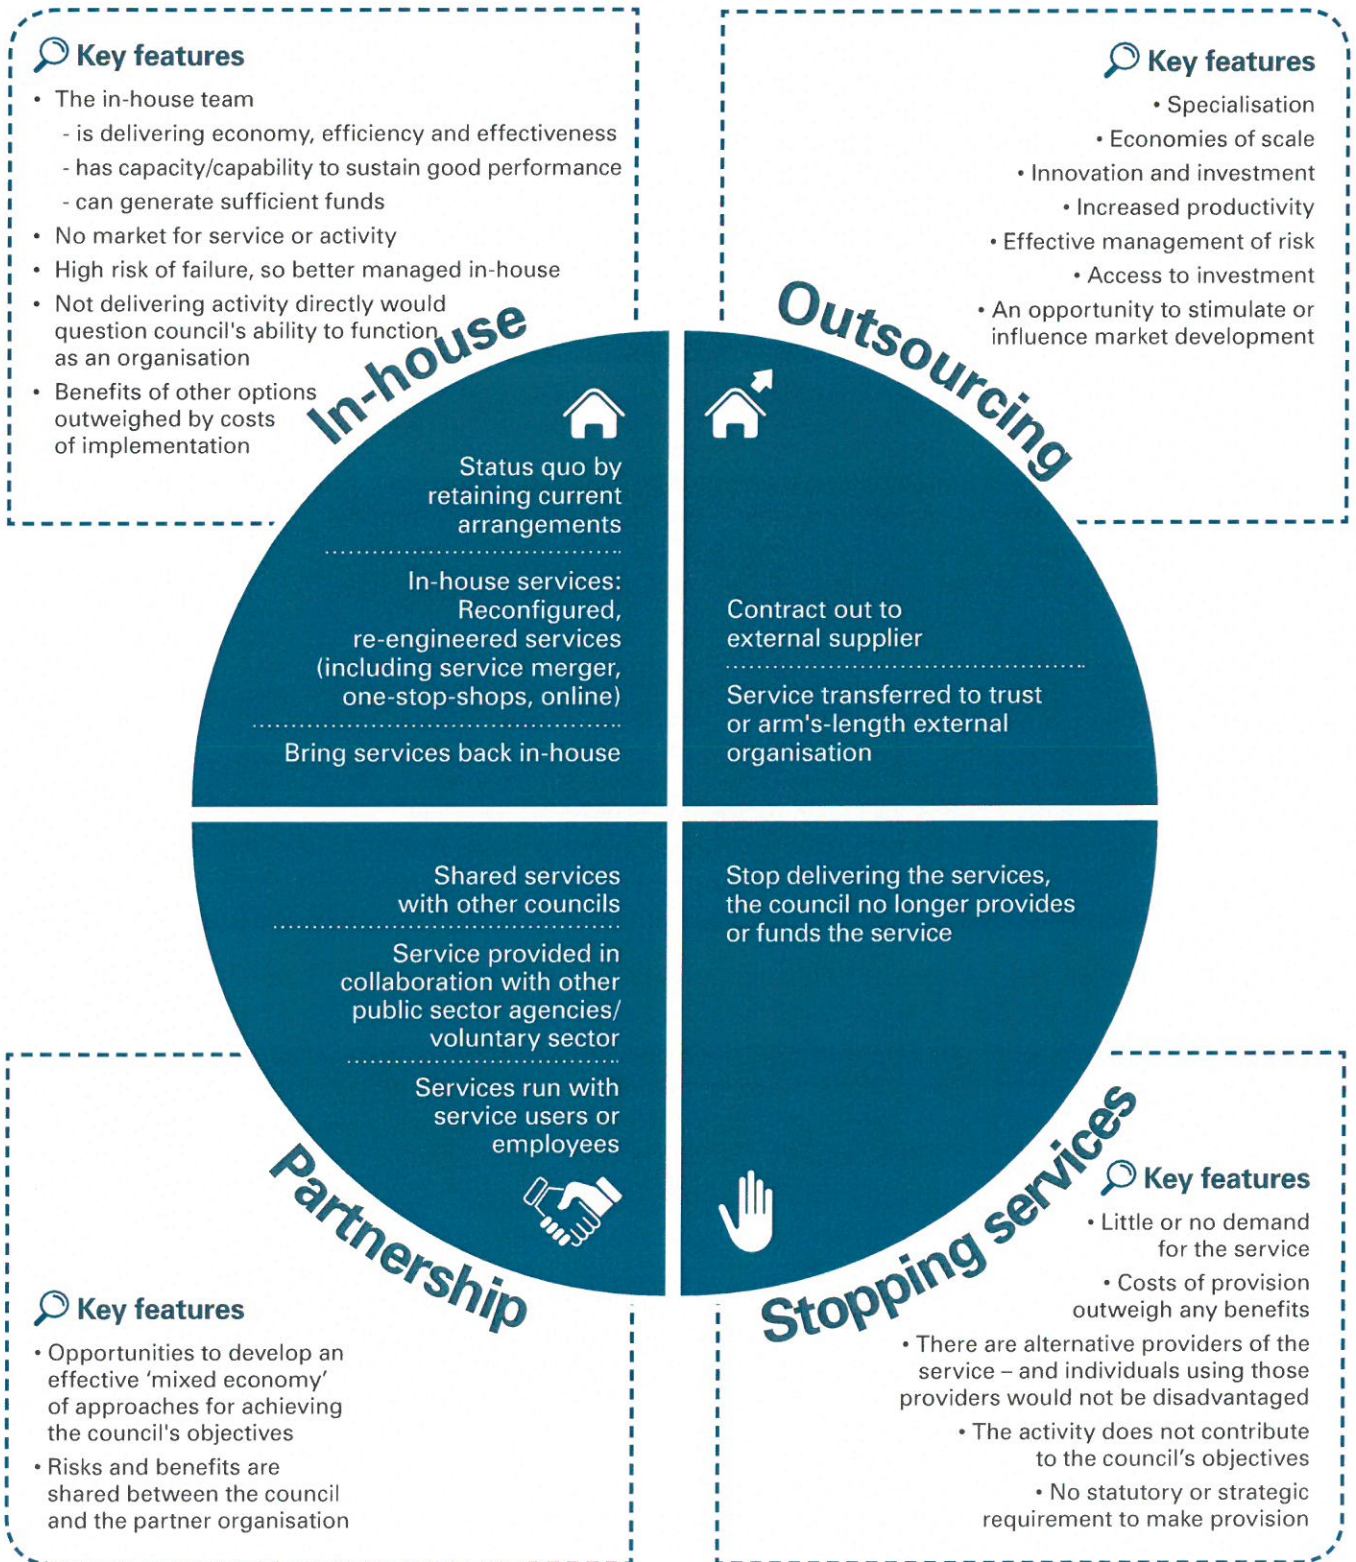 Key features
• The in-house team
- is delivering economy, efficiency and effectiveness
- has capacity/capability to sustain good performance
- can generate sufficient funds
• No market for service or activity
• High risk of failure, so better managed in-house
• Not delivering activity directly would
question council's ability to function
as an organisation
• Benefits of other options
outweighed by costs
of implementation
Key features
• Specialisation
• Economies of scale
• Innovation and investment
• Increased productivity
• Effective management of risk
• Access to investment
• An opportunity to stimulate or
influence market development
In-house
Status quo by
retaining current
arrangements
In-house services:
Reconfigured,
re-engineered services
(including service merger,
one-stop-shops, online)
Bring services back in-house
Outsourcing
Contract out to
external supplier
Service transferred to trust
or arm's-length external
organisation
Shared services
with other councils
Service provided in
collaboration with other
public sector agencies/
voluntary sector
Services run with
service users or
employees
Partnership
Stop delivering the services,
the council no longer provides
or funds the service
Stopping services
Key features
• Opportunities to develop an
effective 'mixed economy'
of approaches for achieving
the council's objectives
• Risks and benefits are
shared between the council
and the partner organisation
Key features
• Little or no demand
for the service
• Costs of provision
outweigh any benefits
• There are alternative providers of the
service – and individuals using those
providers would not be disadvantaged
• The activity does not contribute
to the council's objectives
• No statutory or strategic
requirement to make provision